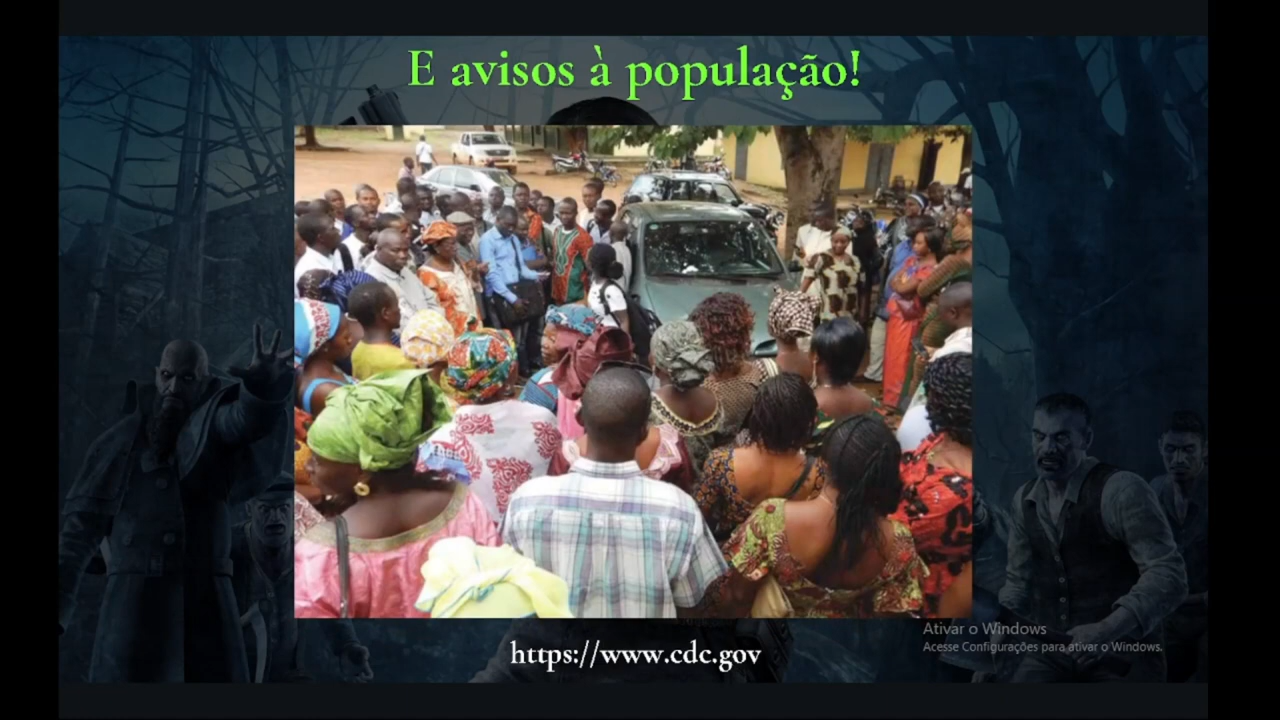 E avisos à população!
https://www.cdc.gov
Ativar o Windows
Acesse Configurações para ativar o Windows.